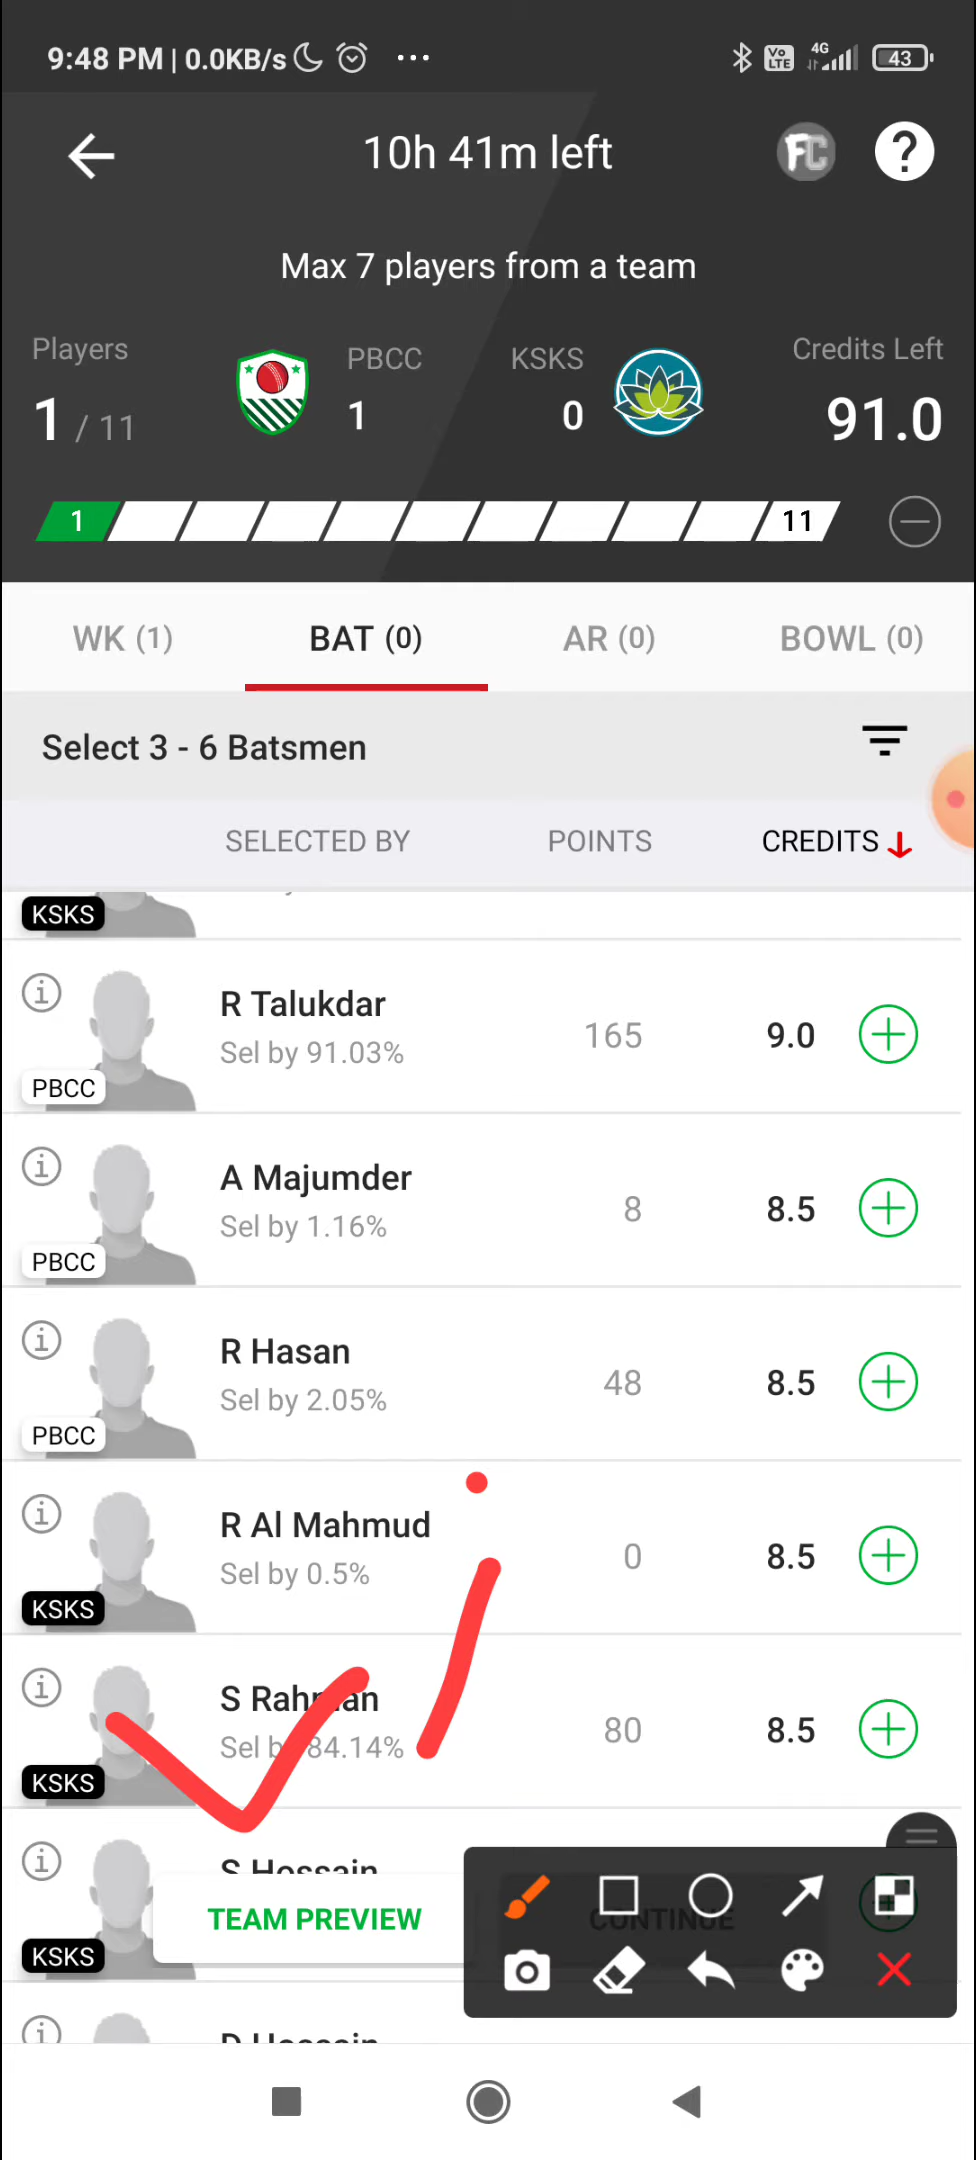 9:48 PM | 0.0KB/s ...
Vo LTE 4G 43
10h 41m left
FC ?
Max 7 players from a team
Players PBCC KSKS Credits Left
1 / 11 1 0 91.0
1 11
WK (1) BAT (0) AR (0) BOWL (0)
Select 3 - 6 Batsmen
SELECTED BY POINTS CREDITS
KSKS
R Talukdar
Sel by 91.03% 165 9.0
PBCC
A Majumder
Sel by 1.16% 8 8.5
PBCC
R Hasan
Sel by 2.05% 48 8.5
PBCC
R Al Mahmud
Sel by 0.5% 0 8.5
KSKS
S Rahman
Sel by 84.14% 80 8.5
KSKS
S Hossain
TEAM PREVIEW CONTINUE
KSKS
D Hossain